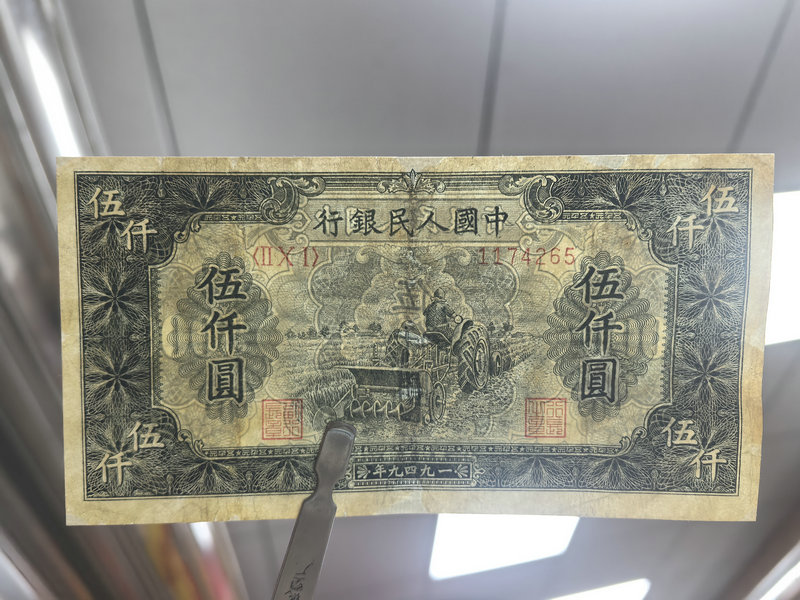 伍仟
伍仟
中國人民銀行
〈II X I〉
1174265
伍仟圓
伍仟圓
伍仟
伍仟
一九四九年